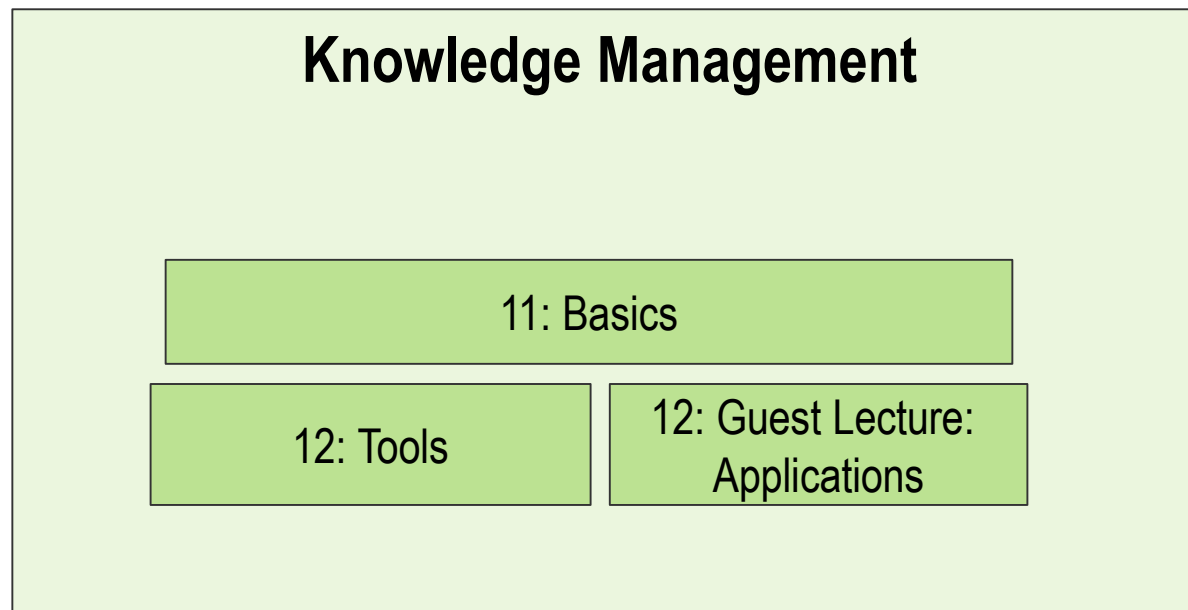 Knowledge Management
11: Basics
12: Tools
12: Guest Lecture:
Applications